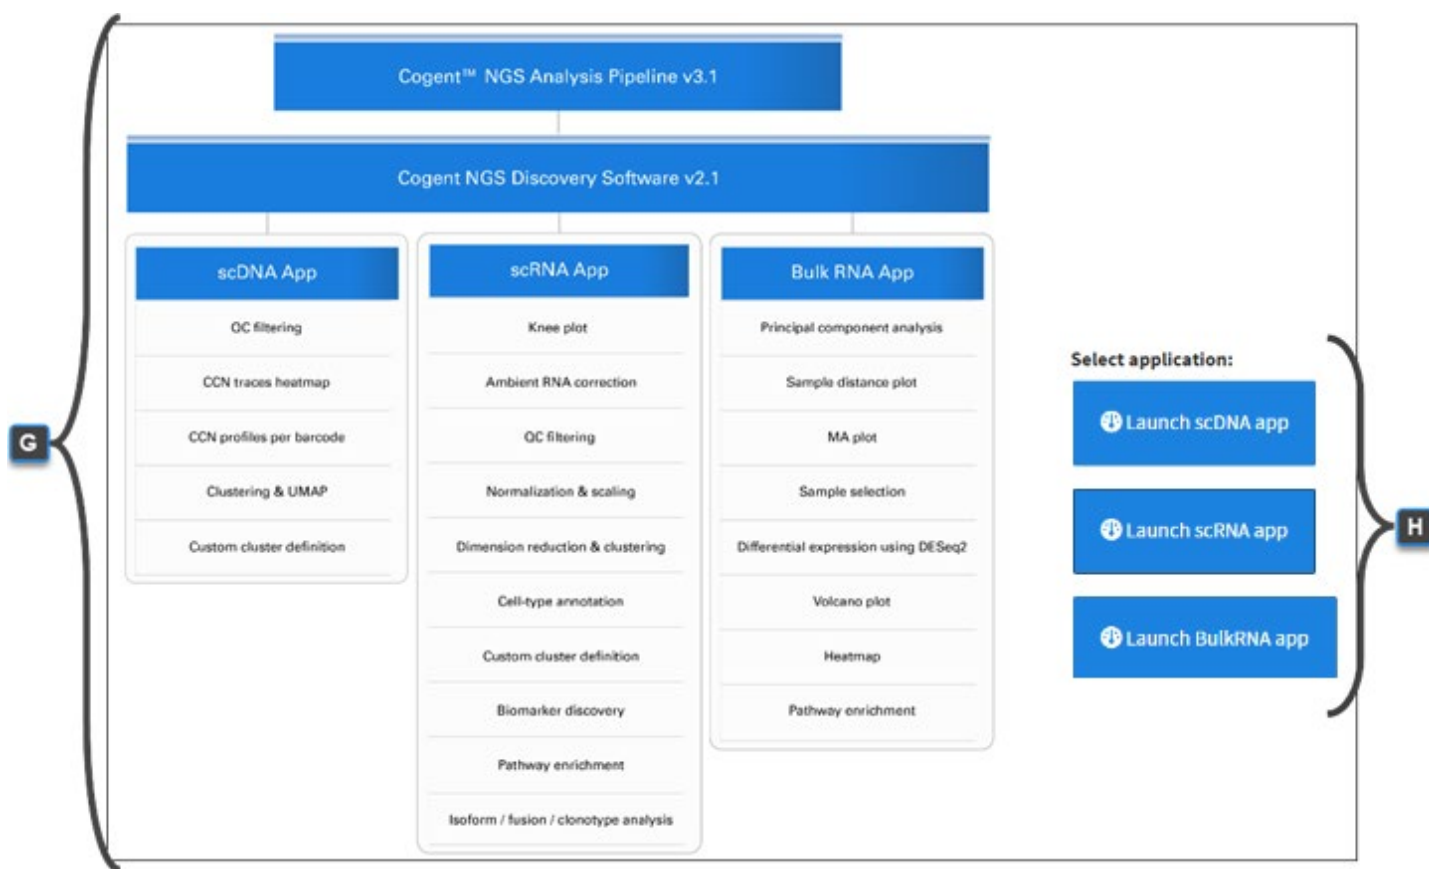 Cogent™ NGS Analysis Pipeline v3.1
Cogent NGS Discovery Software v2.1
scDNA App
QC filtering
CCN traces heatmap
CCN profiles per barcode
Clustering & UMAP
Custom cluster definition
scRNA App
Knee plot
Ambient RNA correction
QC filtering
Normalization & scaling
Dimension reduction & clustering
Cell-type annotation
Custom cluster definition
Biomarker discovery
Pathway enrichment
Isoform / fusion / clonotype analysis
Bulk RNA App
Principal component analysis
Sample distance plot
MA plot
Sample selection
Differential expression using DESeq2
Volcano plot
Heatmap
Pathway enrichment
Select application:
Launch scDNA app
Launch scRNA app
Launch BulkRNA app
G
H